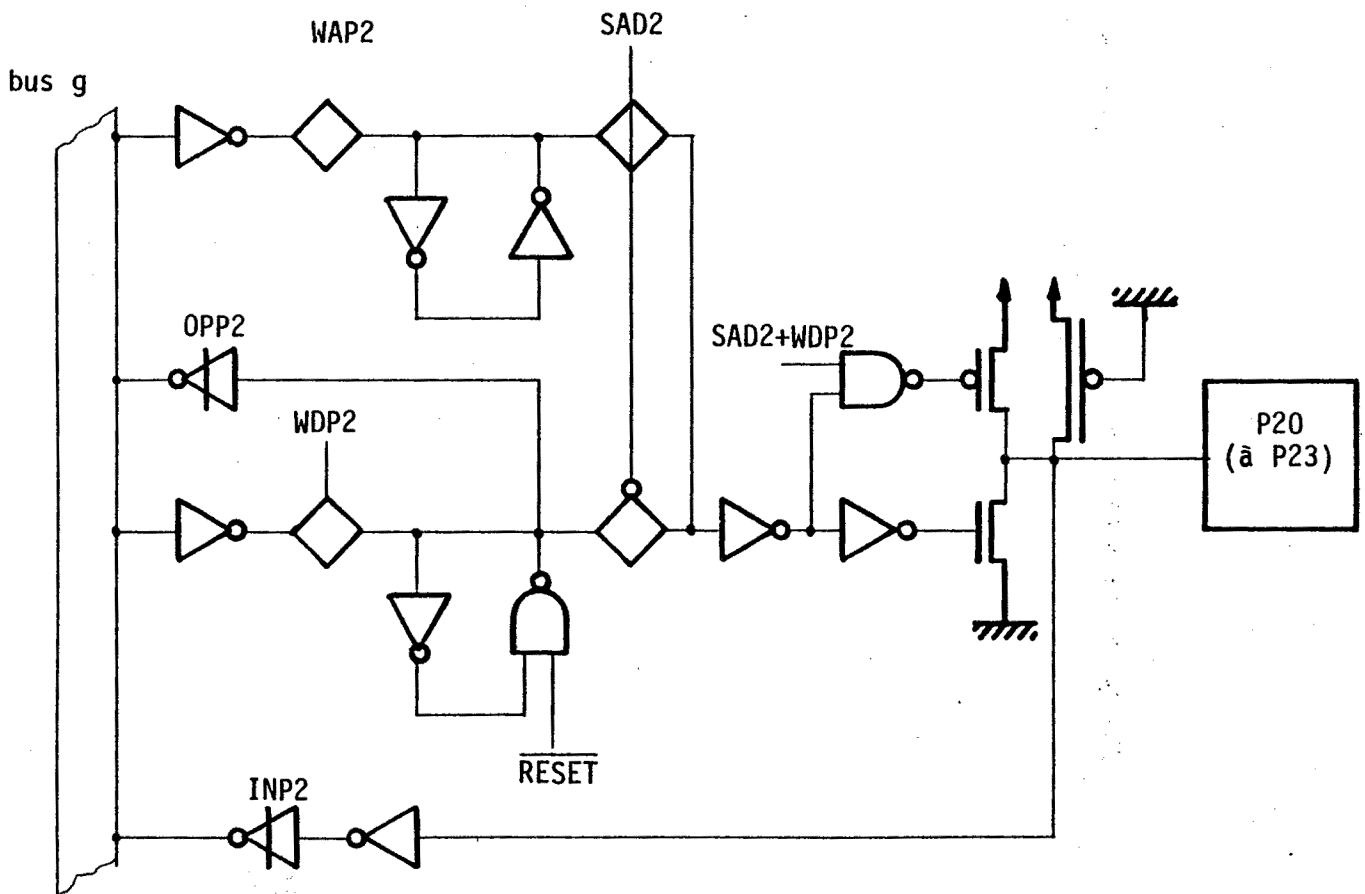 WAP2
SAD2
bus g
OPP2
SAD2+WDP2
WDP2
P20
(à P23)
RESET
INP2